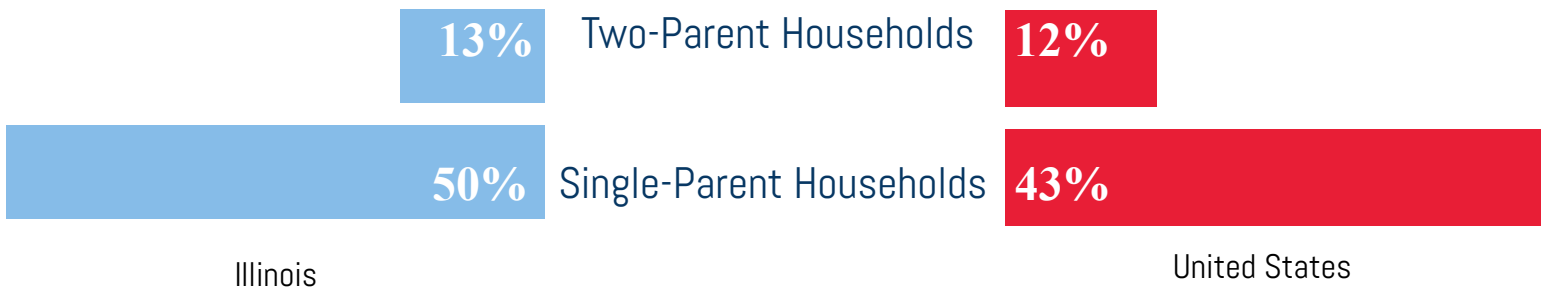 13% Two-Parent Households 12%
50% Single-Parent Households 43%
Illinois United States